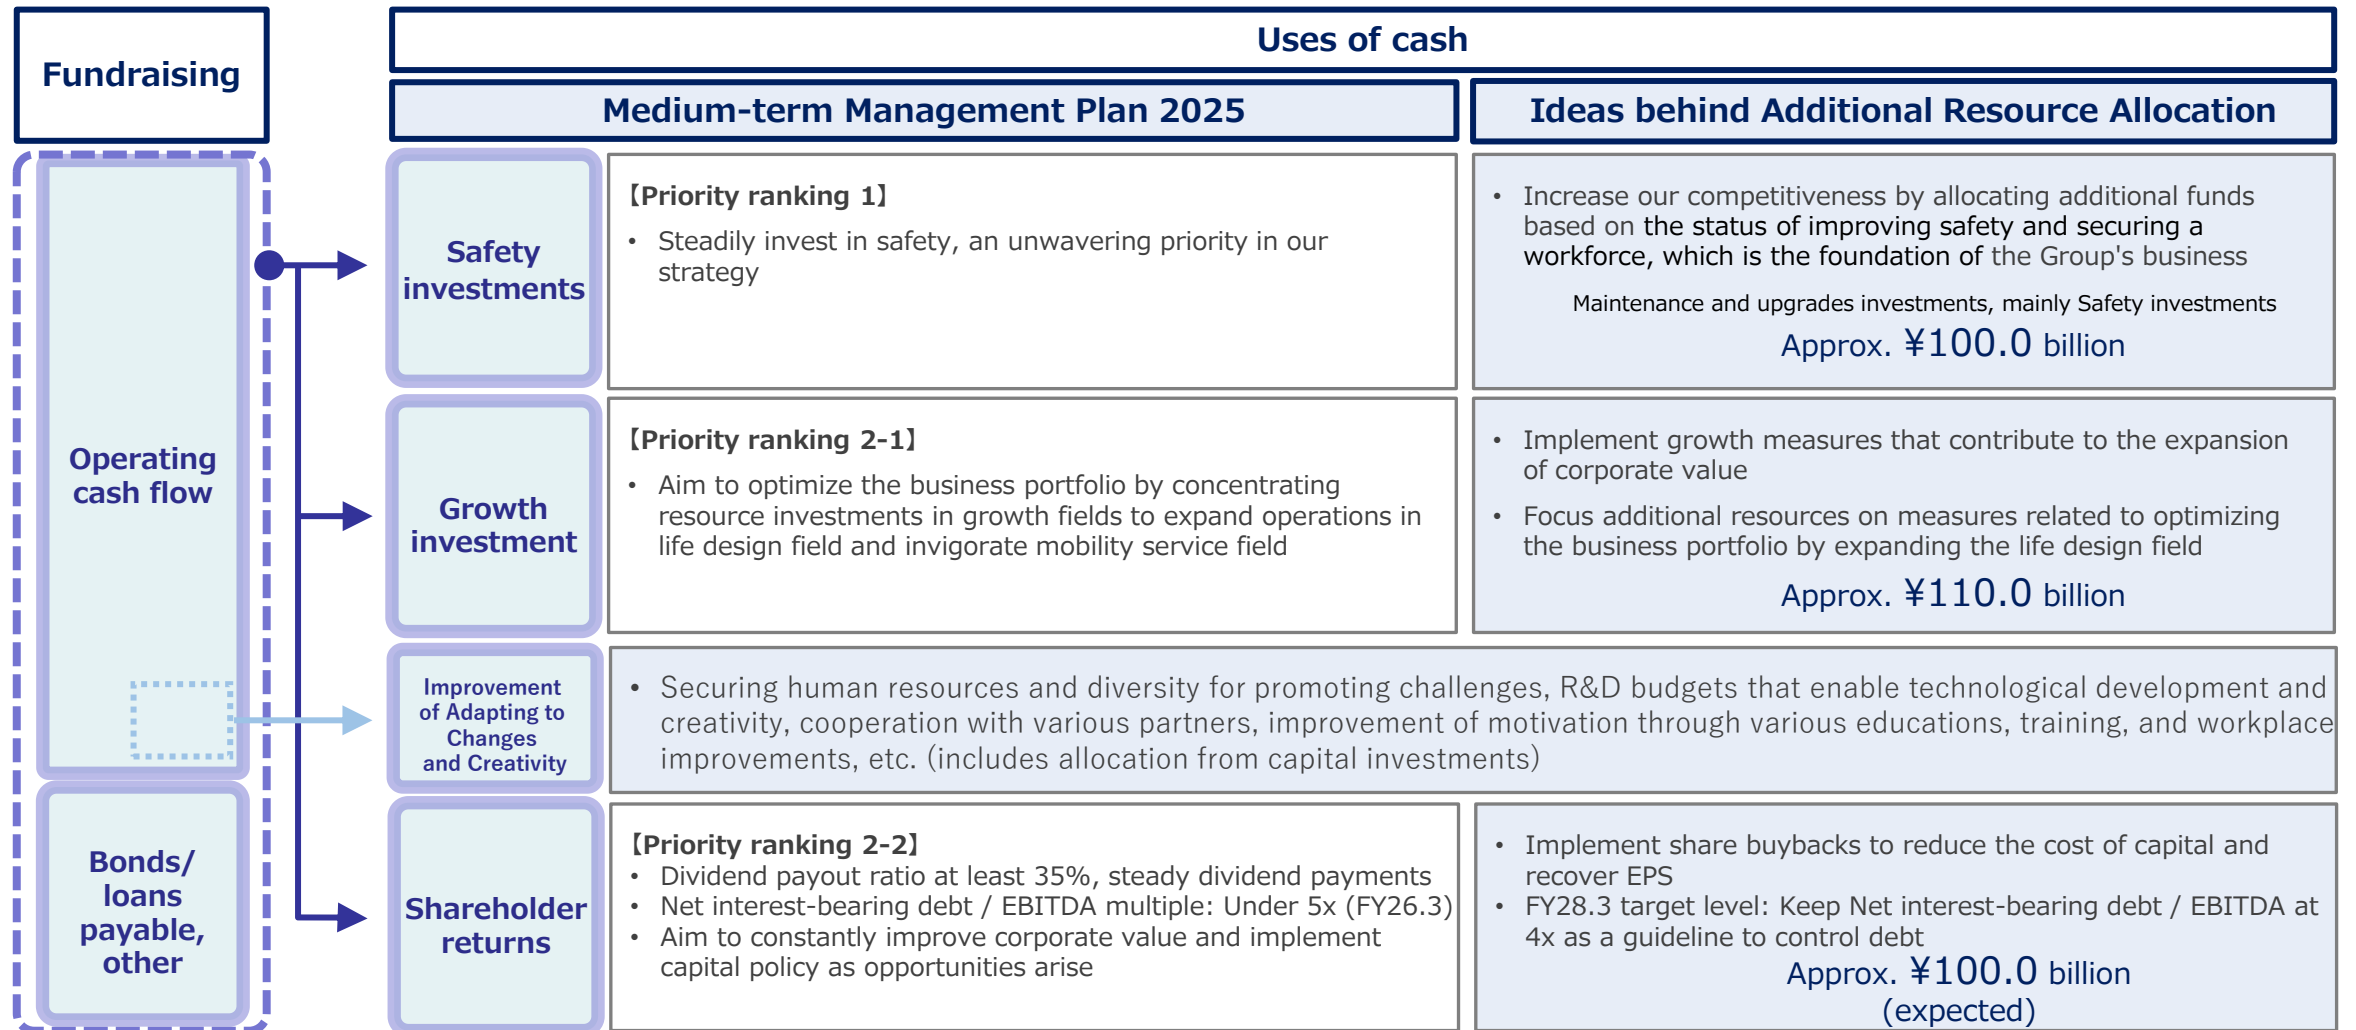 Fundraising
Uses of cash
Medium-term Management Plan 2025
Ideas behind Additional Resource Allocation
Operating
cash flow
Bonds/
loans
payable,
other
Safety
investments
【Priority ranking 1】
• Steadily invest in safety, an unwavering priority in our
strategy
• Increase our competitiveness by allocating additional funds
based on the status of improving safety and securing a
workforce, which is the foundation of the Group's business
Maintenance and upgrades investments, mainly Safety investments
Approx. ¥100.0 billion
Growth
investment
【Priority ranking 2-1】
• Aim to optimize the business portfolio by concentrating
resource investments in growth fields to expand operations in
life design field and invigorate mobility service field
• Implement growth measures that contribute to the expansion
of corporate value
• Focus additional resources on measures related to optimizing
the business portfolio by expanding the life design field
Approx. ¥110.0 billion
Improvement
of Adapting to
Changes
and Creativity
• Securing human resources and diversity for promoting challenges, R&D budgets that enable technological development and
creativity, cooperation with various partners, improvement of motivation through various educations, training, and workplace
improvements, etc. (includes allocation from capital investments)
Shareholder
returns
【Priority ranking 2-2】
• Dividend payout ratio at least 35%, steady dividend payments
• Net interest-bearing debt / EBITDA multiple: Under 5x (FY26.3)
• Aim to constantly improve corporate value and implement
capital policy as opportunities arise
• Implement share buybacks to reduce the cost of capital and
recover EPS
• FY28.3 target level: Keep Net interest-bearing debt / EBITDA at
4x as a guideline to control debt
Approx. ¥100.0 billion
(expected)